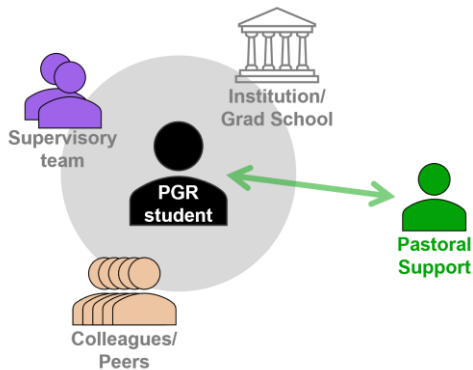 Institution/
Grad School
Supervisory
team
PGR
student
Pastoral
Support
Colleagues/
Peers